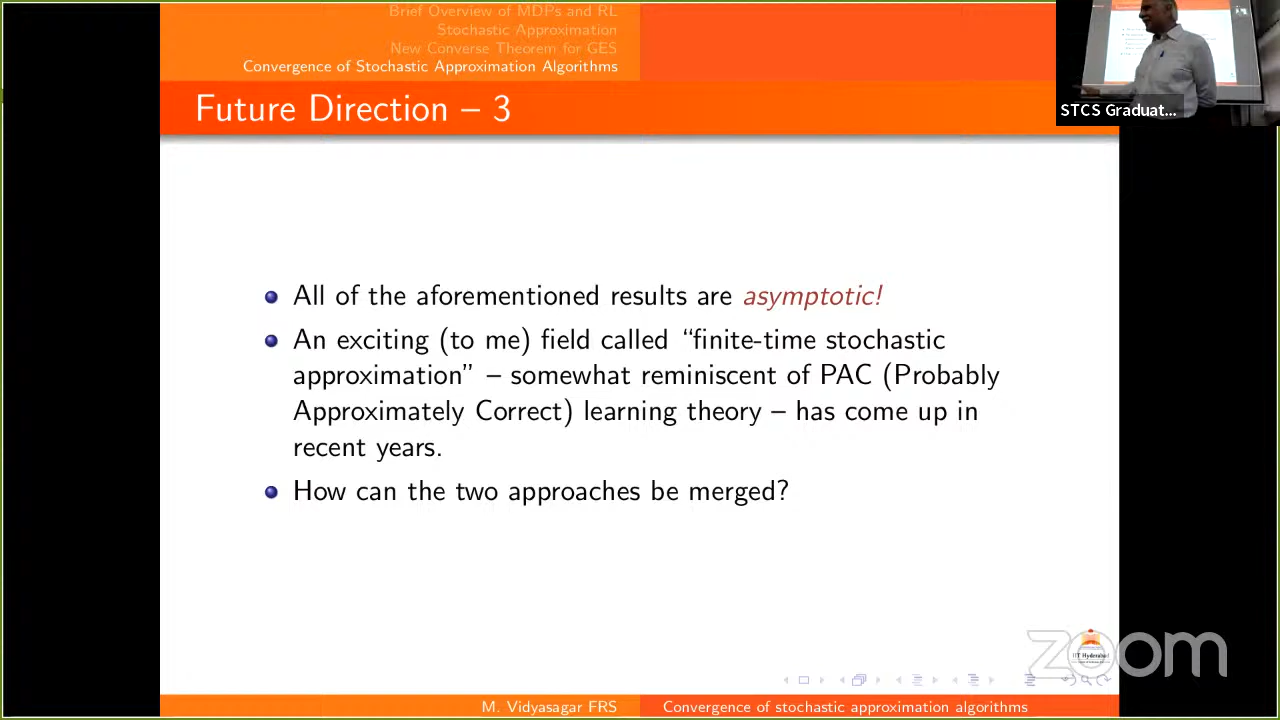 Brief Overview of MDPs and RL
Stochastic Approximation
New Converse Theorem for GES
Convergence of Stochastic Approximation Algorithms
Future Direction – 3
STCS Graduat...
All of the aforementioned results are asymptotic!
An exciting (to me) field called “finite-time stochastic
approximation” – somewhat reminiscent of PAC (Probably
Approximately Correct) learning theory – has come up in
recent years.
How can the two approaches be merged?
zoom
IIT Hyderabad
M. Vidyasagar FRS
Convergence of stochastic approximation algorithms